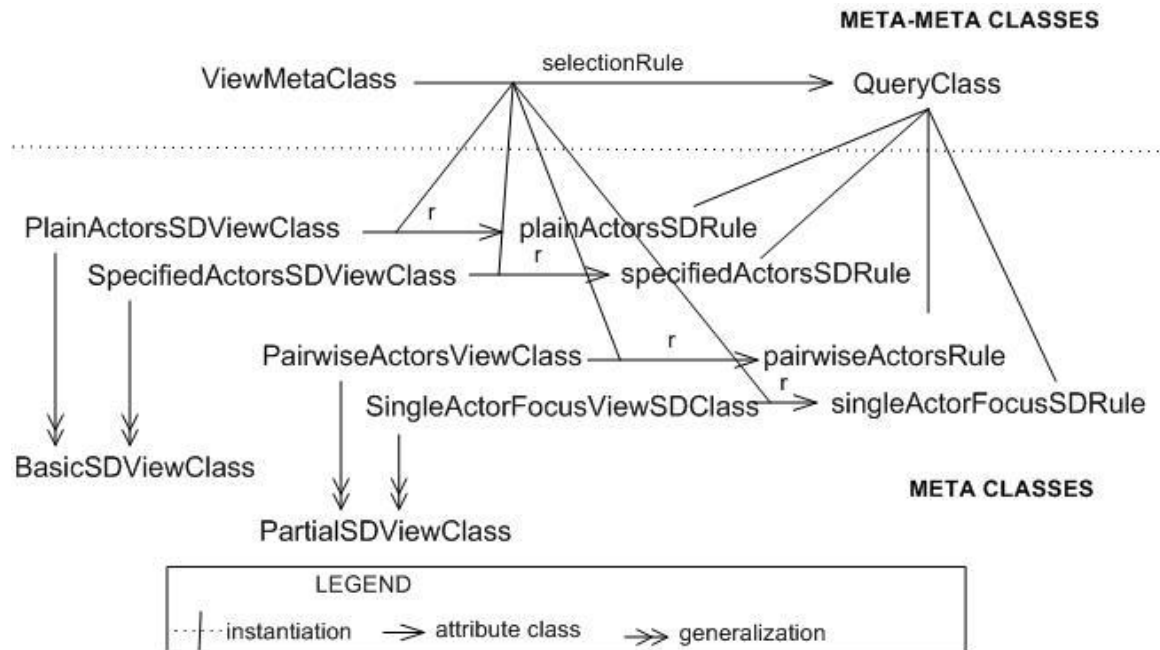 META-META CLASSES
ViewMetaClass selectionRule QueryClass
PlainActorsSDViewClass r plainActorsSDRule
SpecifiedActorsSDViewClass r specifiedActorsSDRule
PairwiseActorsViewClass r pairwiseActorsRule
SingleActorFocusViewSDClass r singleActorFocusSDRule
BasicSDViewClass
META CLASSES
PartialSDViewClass
LEGEND
instantiation attribute class generalization